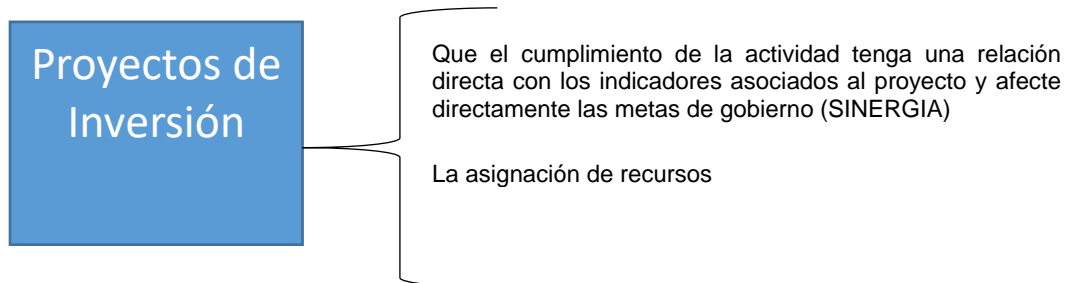 Proyectos de
Inversión
Que el cumplimiento de la actividad tenga una relación
directa con los indicadores asociados al proyecto y afecte
directamente las metas de gobierno (SINERGIA)
La asignación de recursos